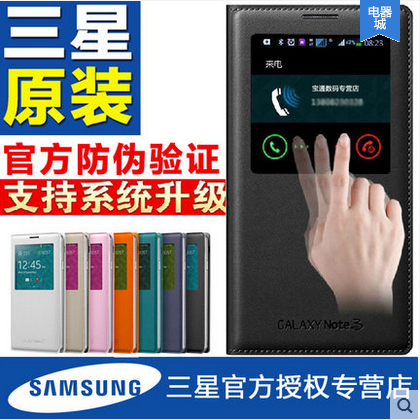 三星
原装
官方防伪验证
支持系统升级
电器
城
08:23
来电
宝通数码专营店
13808230328
12:45
GALAXY Note 3
SAMSUNG
三星官方授权专营店